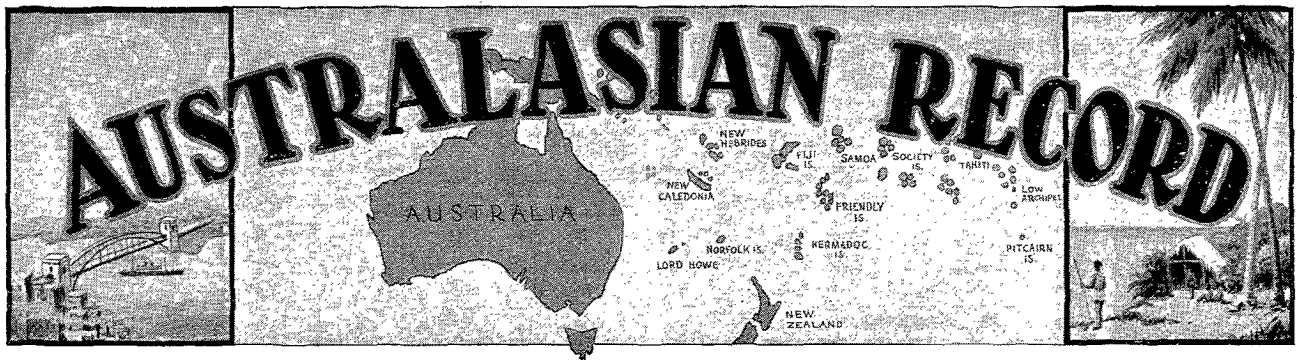 AUSTRALASIAN RECORD
AUSTRALIA
NEW
HEBRIDES
FIJI
IS.
SAMOA
SOCIETY
IS.
TAHITI
LOW
ARCHIPEL
NEW
CALEDONIA
FRIENDLY
IS.
NORFOLK IS.
LORD HOWE
KERMADEC
IS.
PITCAIRN
IS.
NEW
ZEALAND